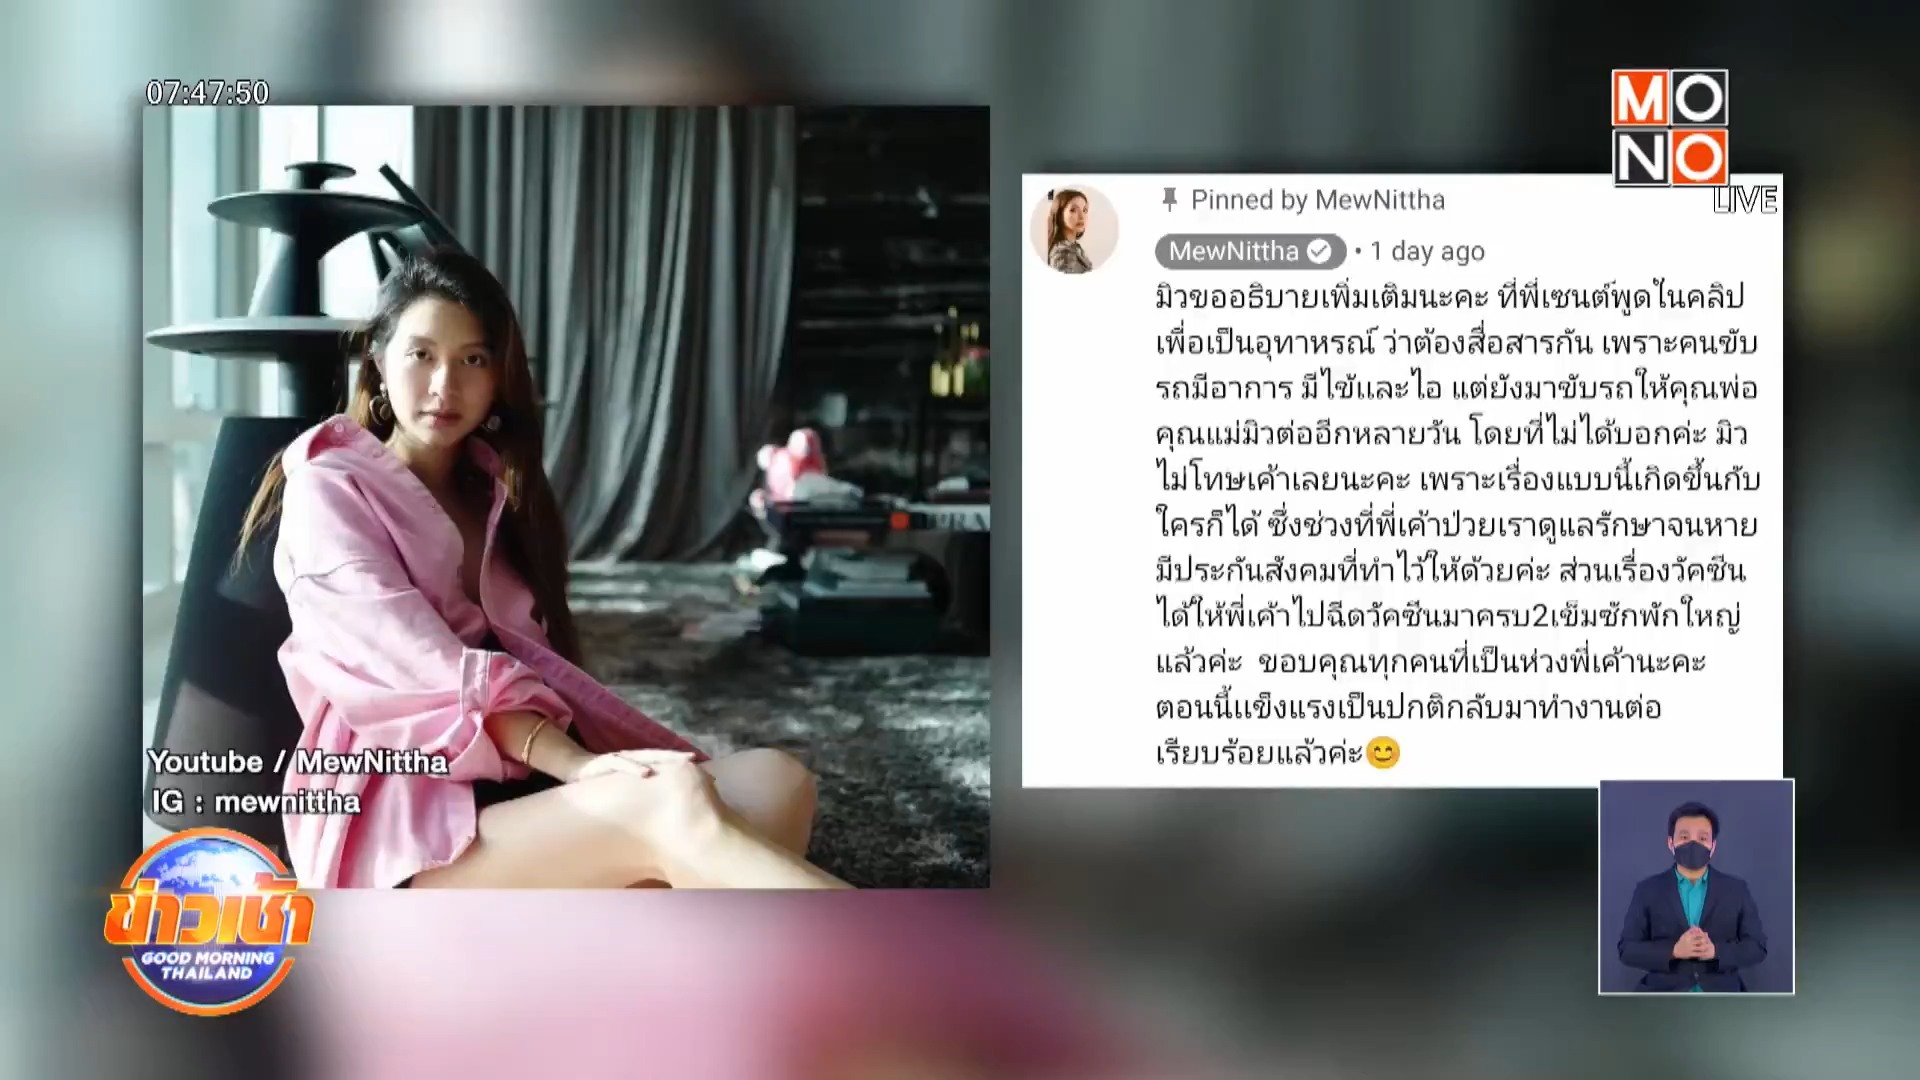 07:47:50
MONO
LIVE
Pinned by MewNittha
MewNittha • 1 day ago
มิวขออธิบายเพิ่มเติมนะคะ ที่พี่เซนต์พูดในคลิป
เพื่อเป็นอุทาหรณ์ ว่าต้องสื่อสารกัน เพราะคนขับ
รถมีอาการ มีไข้และไอ แต่ยังมาขับรถให้คุณพ่อ
คุณแม่มิวต่ออีกหลายวัน โดยที่ไม่ได้บอกค่ะ มิว
ไม่โทษเค้าเลยนะคะ เพราะเรื่องแบบนี้เกิดขึ้นกับ
ใครก็ได้ ซึ่งช่วงที่พี่เค้าป่วยเราดูแลรักษาจนหาย
มีประกันสังคมที่ทำไว้ให้ด้วยค่ะ ส่วนเรื่องวัคซีน
ได้ให้พี่เค้าไปฉีดวัคซีนมาครบ2เข็มซักพักใหญ่
แล้วค่ะ ขอบคุณทุกคนที่เป็นห่วงพี่เค้านะคะ
ตอนนี้แข็งแรงเป็นปกติกลับมาทำงานต่อ
เรียบร้อยแล้วค่ะ😊
Youtube / MewNittha
IG : mewnittha
ข่าวเช้า
GOOD MORNING
THAILAND